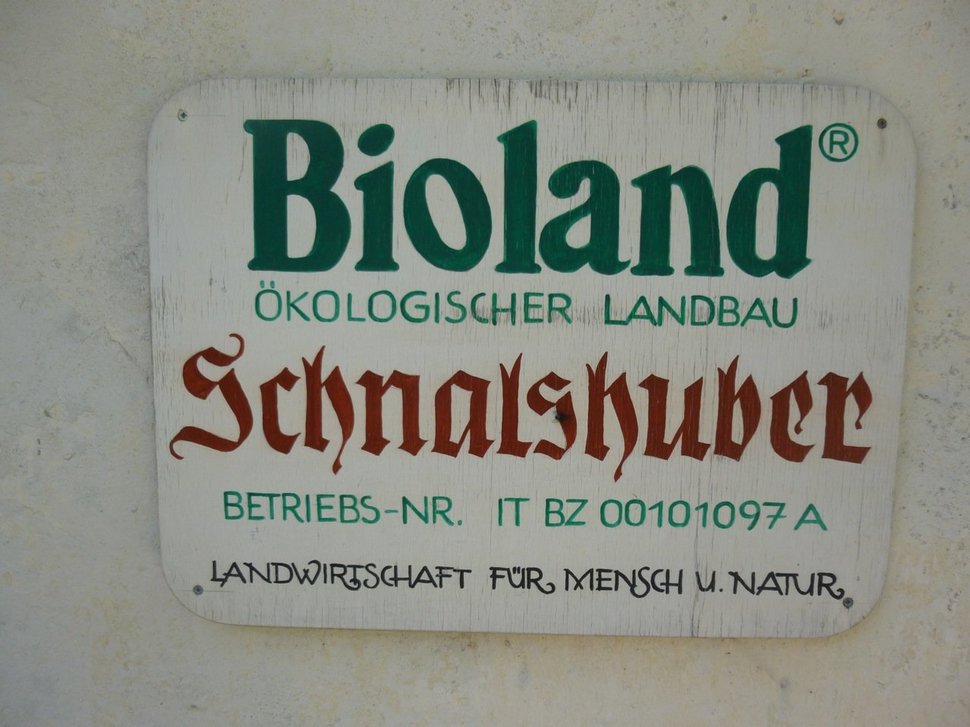 Bioland®
ÖKOLOGISCHER LANDBAU
Schnalshuber
BETRIEBS-NR. IT BZ 00101097 A
LANDWIRTSCHAFT FÜR MENSCH U. NATUR